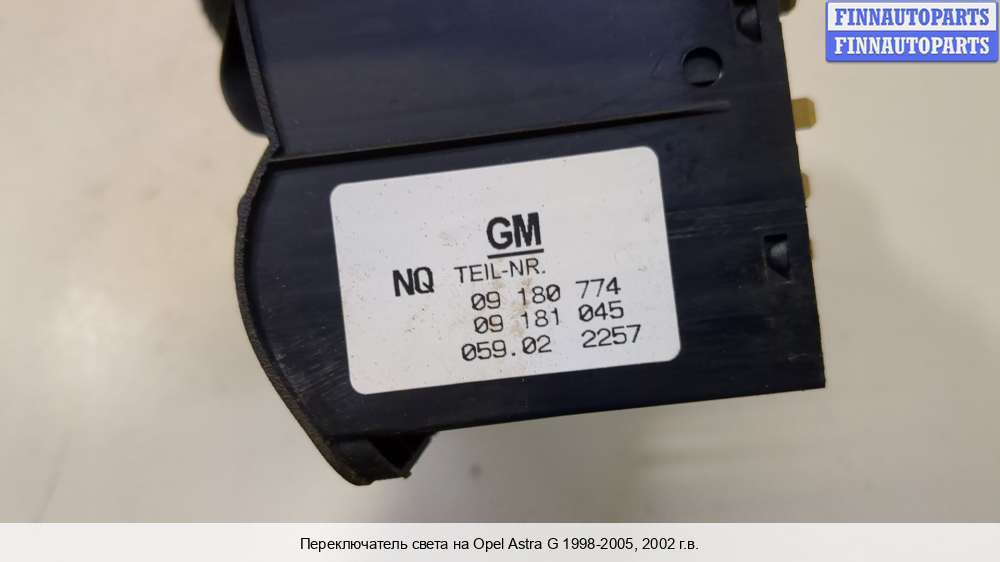 FINNAUTOPARTS
FINNAUTOPARTS
GM
NQ TEIL-NR.
09 180 774
09 181 045
059.02 2257
Переключатель света на Opel Astra G 1998-2005, 2002 г.в.